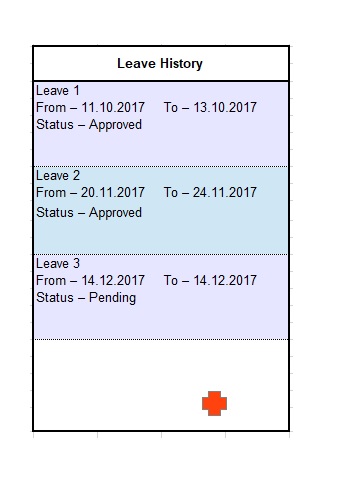 Leave History
Leave 1
From – 11.10.2017 To – 13.10.2017
Status – Approved
Leave 2
From – 20.11.2017 To – 24.11.2017
Status – Approved
Leave 3
From – 14.12.2017 To – 14.12.2017
Status – Pending